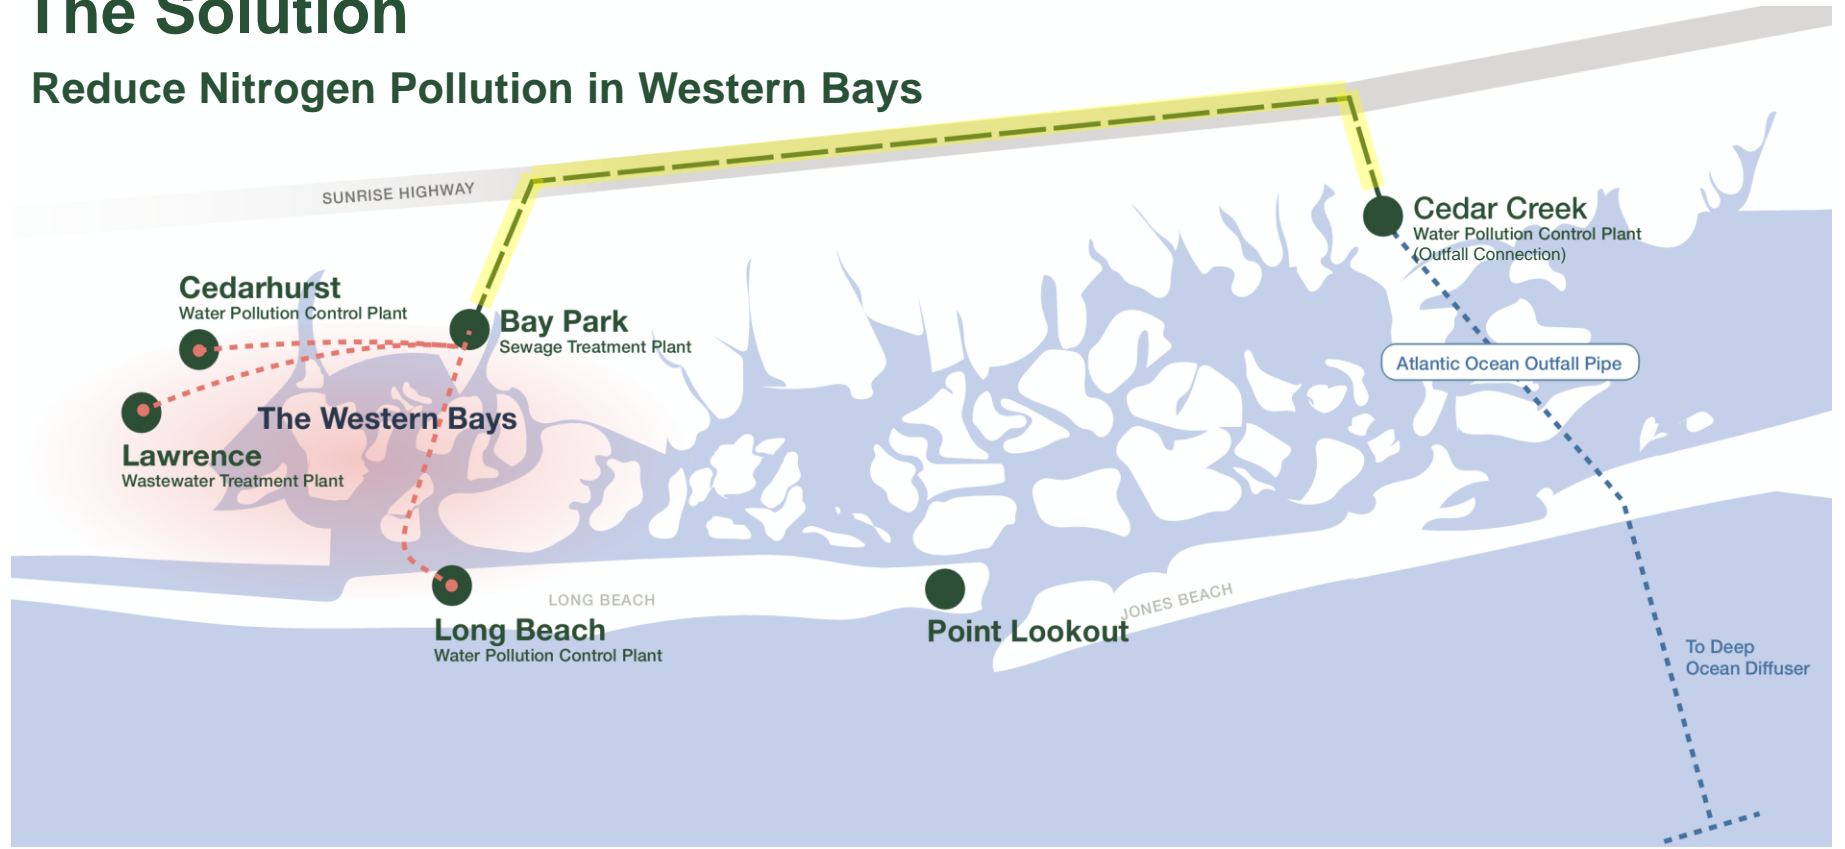 The Solution
Reduce Nitrogen Pollution in Western Bays
SUNRISE HIGHWAY
Cedar Creek
Water Pollution Control Plant
(Outfall Connection)
Cedarhurst
Water Pollution Control Plant
Bay Park
Sewage Treatment Plant
Atlantic Ocean Outfall Pipe
The Western Bays
Lawrence
Wastewater Treatment Plant
LONG BEACH
JONES BEACH
Long Beach
Water Pollution Control Plant
Point Lookout
To Deep
Ocean Diffuser